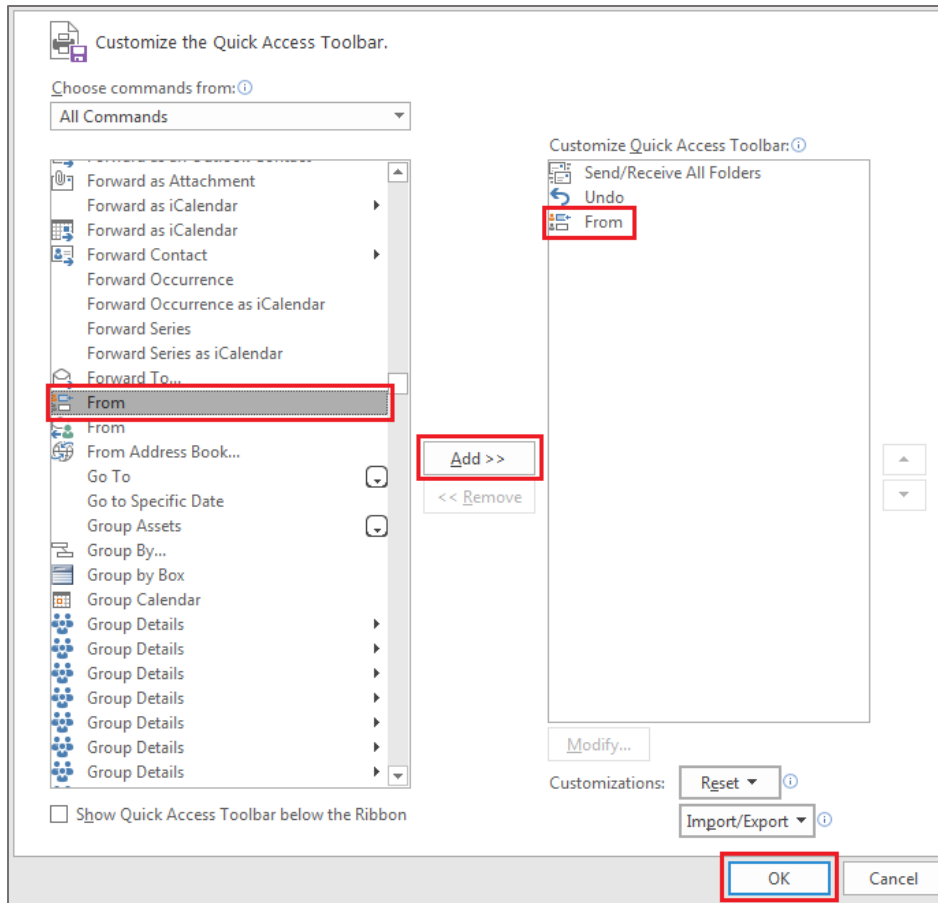 Customize the Quick Access Toolbar.
Choose commands from:
All Commands
Forward as an Outlook Contact
Forward as Attachment
Forward as iCalendar
Forward as iCalendar
Forward Contact
Forward Occurrence
Forward Occurrence as iCalendar
Forward Series
Forward Series as iCalendar
Forward To...
From
From
From Address Book...
Go To
Go to Specific Date
Group Assets
Group By...
Group by Box
Group Calendar
Group Details
Group Details
Group Details
Group Details
Group Details
Group Details
Group Details
Show Quick Access Toolbar below the Ribbon
Add >>
<< Remove
Customize Quick Access Toolbar:
Send/Receive All Folders
Undo
From
Modify...
Customizations:
Reset
Import/Export
OK
Cancel